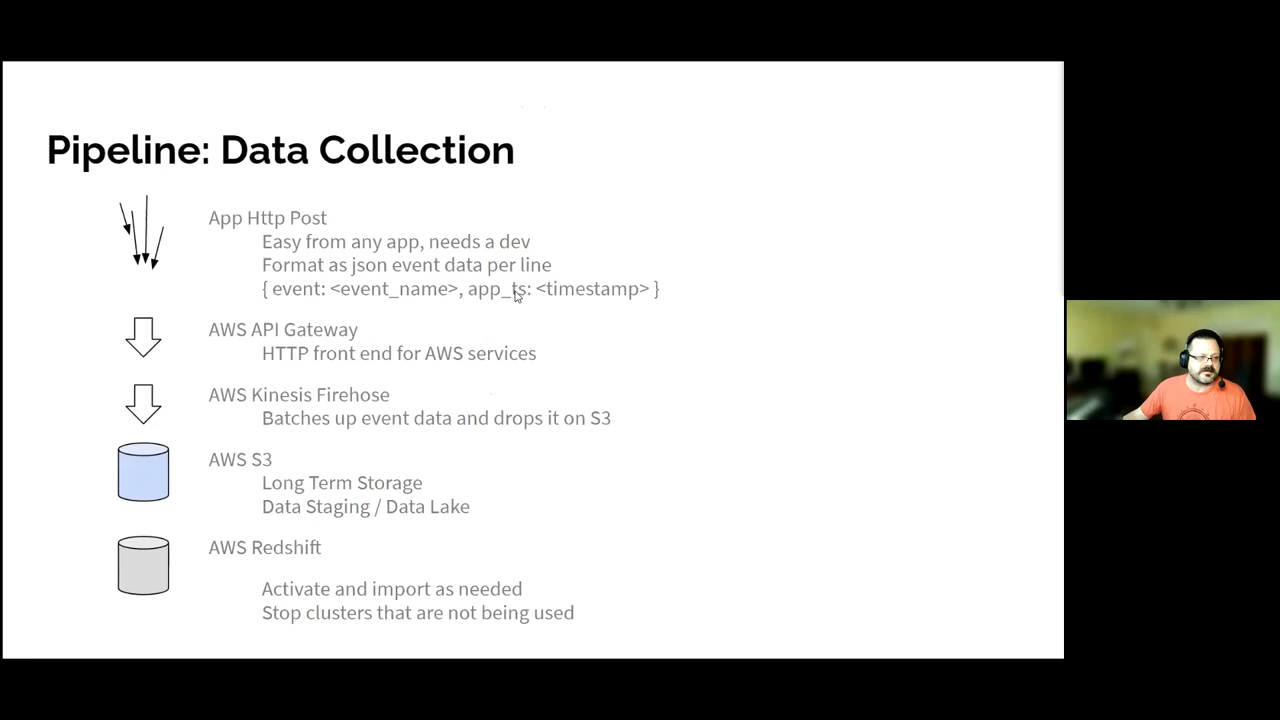 Pipeline: Data Collection
App Http Post
Easy from any app, needs a dev
Format as json event data per line
{ event: <event_name>, app_ts: <timestamp> }
AWS API Gateway
HTTP front end for AWS services
AWS Kinesis Firehose
Batches up event data and drops it on S3
AWS S3
Long Term Storage
Data Staging / Data Lake
AWS Redshift
Activate and import as needed
Stop clusters that are not being used